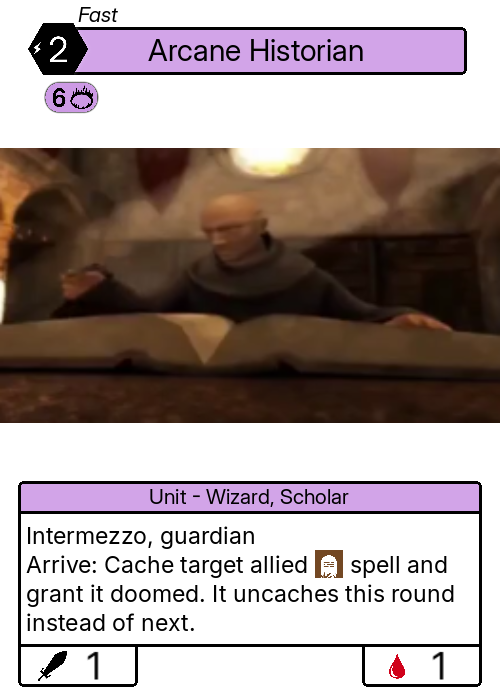 Fast
2 Arcane Historian
6
Unit - Wizard, Scholar
Intermezzo, guardian
Arrive: Cache target allied spell and
grant it doomed. It uncaches this round
instead of next.
1 1